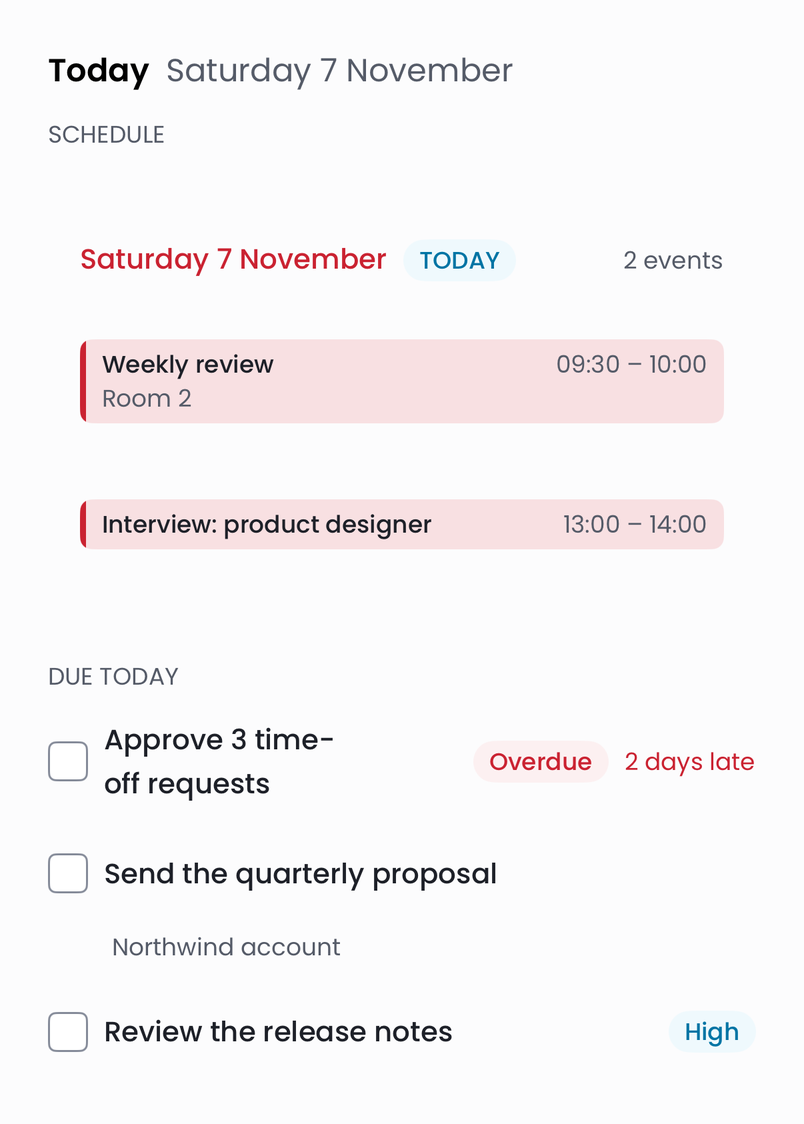 Today Saturday 7 November
SCHEDULE
Saturday 7 November TODAY 2 events
Weekly review 09:30 – 10:00
Room 2
Interview: product designer 13:00 – 14:00
DUE TODAY
Approve 3 time-
off requests
Overdue 2 days late
Send the quarterly proposal
Northwind account
Review the release notes High